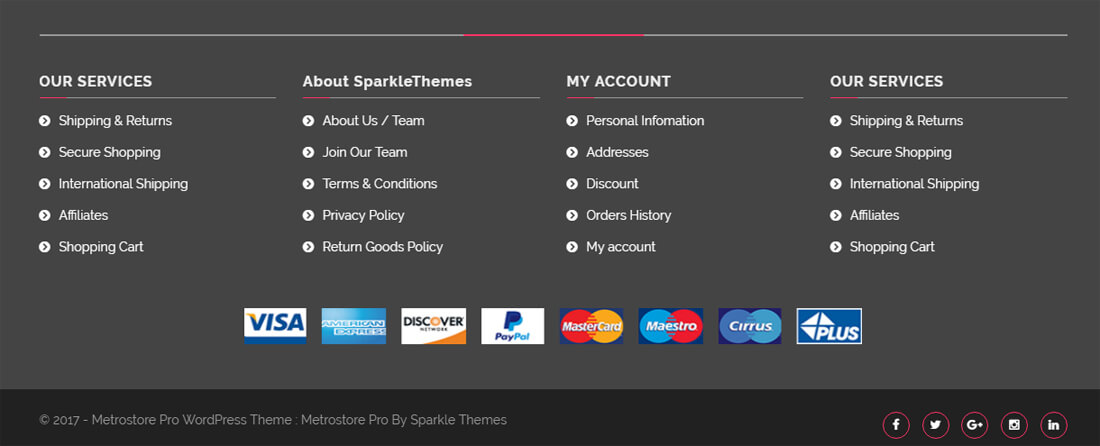 OUR SERVICES
Shipping & Returns
Secure Shopping
International Shipping
Affiliates
Shopping Cart
About SparkleThemes
About Us / Team
Join Our Team
Terms & Conditions
Privacy Policy
Return Goods Policy
MY ACCOUNT
Personal Infomation
Addresses
Discount
Orders History
My account
OUR SERVICES
Shipping & Returns
Secure Shopping
International Shipping
Affiliates
Shopping Cart
VISA
AMERICAN EXPRESS
DISCOVER
NETWORK
PayPal
MasterCard
Maestro
Cirrus
PLUS
© 2017 - Metrostore Pro WordPress Theme : Metrostore Pro By Sparkle Themes